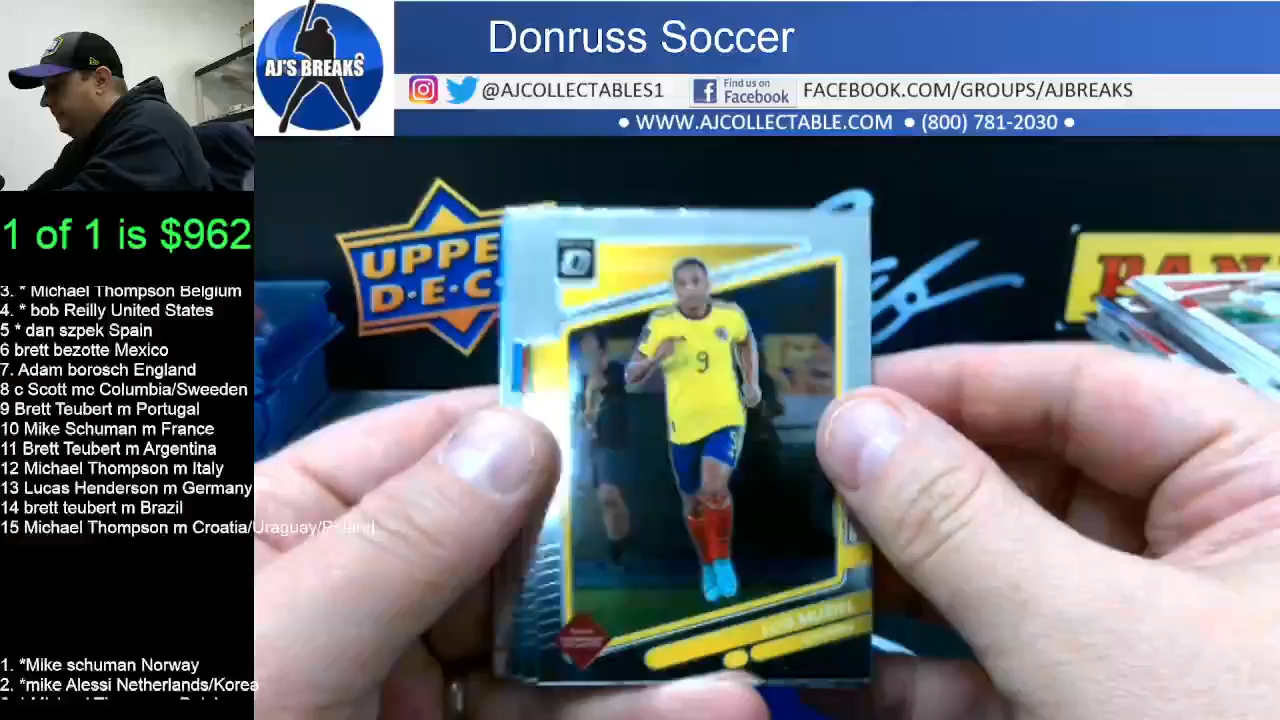 Donruss Soccer
AJ'S BREAKS
@AJCOLLECTABLES1
Find us on
Facebook
FACEBOOK.COM/GROUPS/AJBREAKS
● WWW.AJCOLLECTABLE.COM ● (800) 781-2030 ●
1 of 1 is $962
3. * Michael Thompson Belgium
4. * bob Reilly United States
5 * dan szpek Spain
6 brett bezotte Mexico
7. Adam borosch England
8 c Scott mc Columbia/Sweeden
9 Brett Teubert m Portugal
10 Mike Schuman m France
11 Brett Teubert m Argentina
12 Michael Thompson m Italy
13 Lucas Henderson m Germany
14 brett teubert m Brazil
15 Michael Thompson m Croatia/Uraguay/Poland
1. *Mike schuman Norway
2. *mike Alessi Netherlands/Korea
UPPE
D·E·C
PANI
9